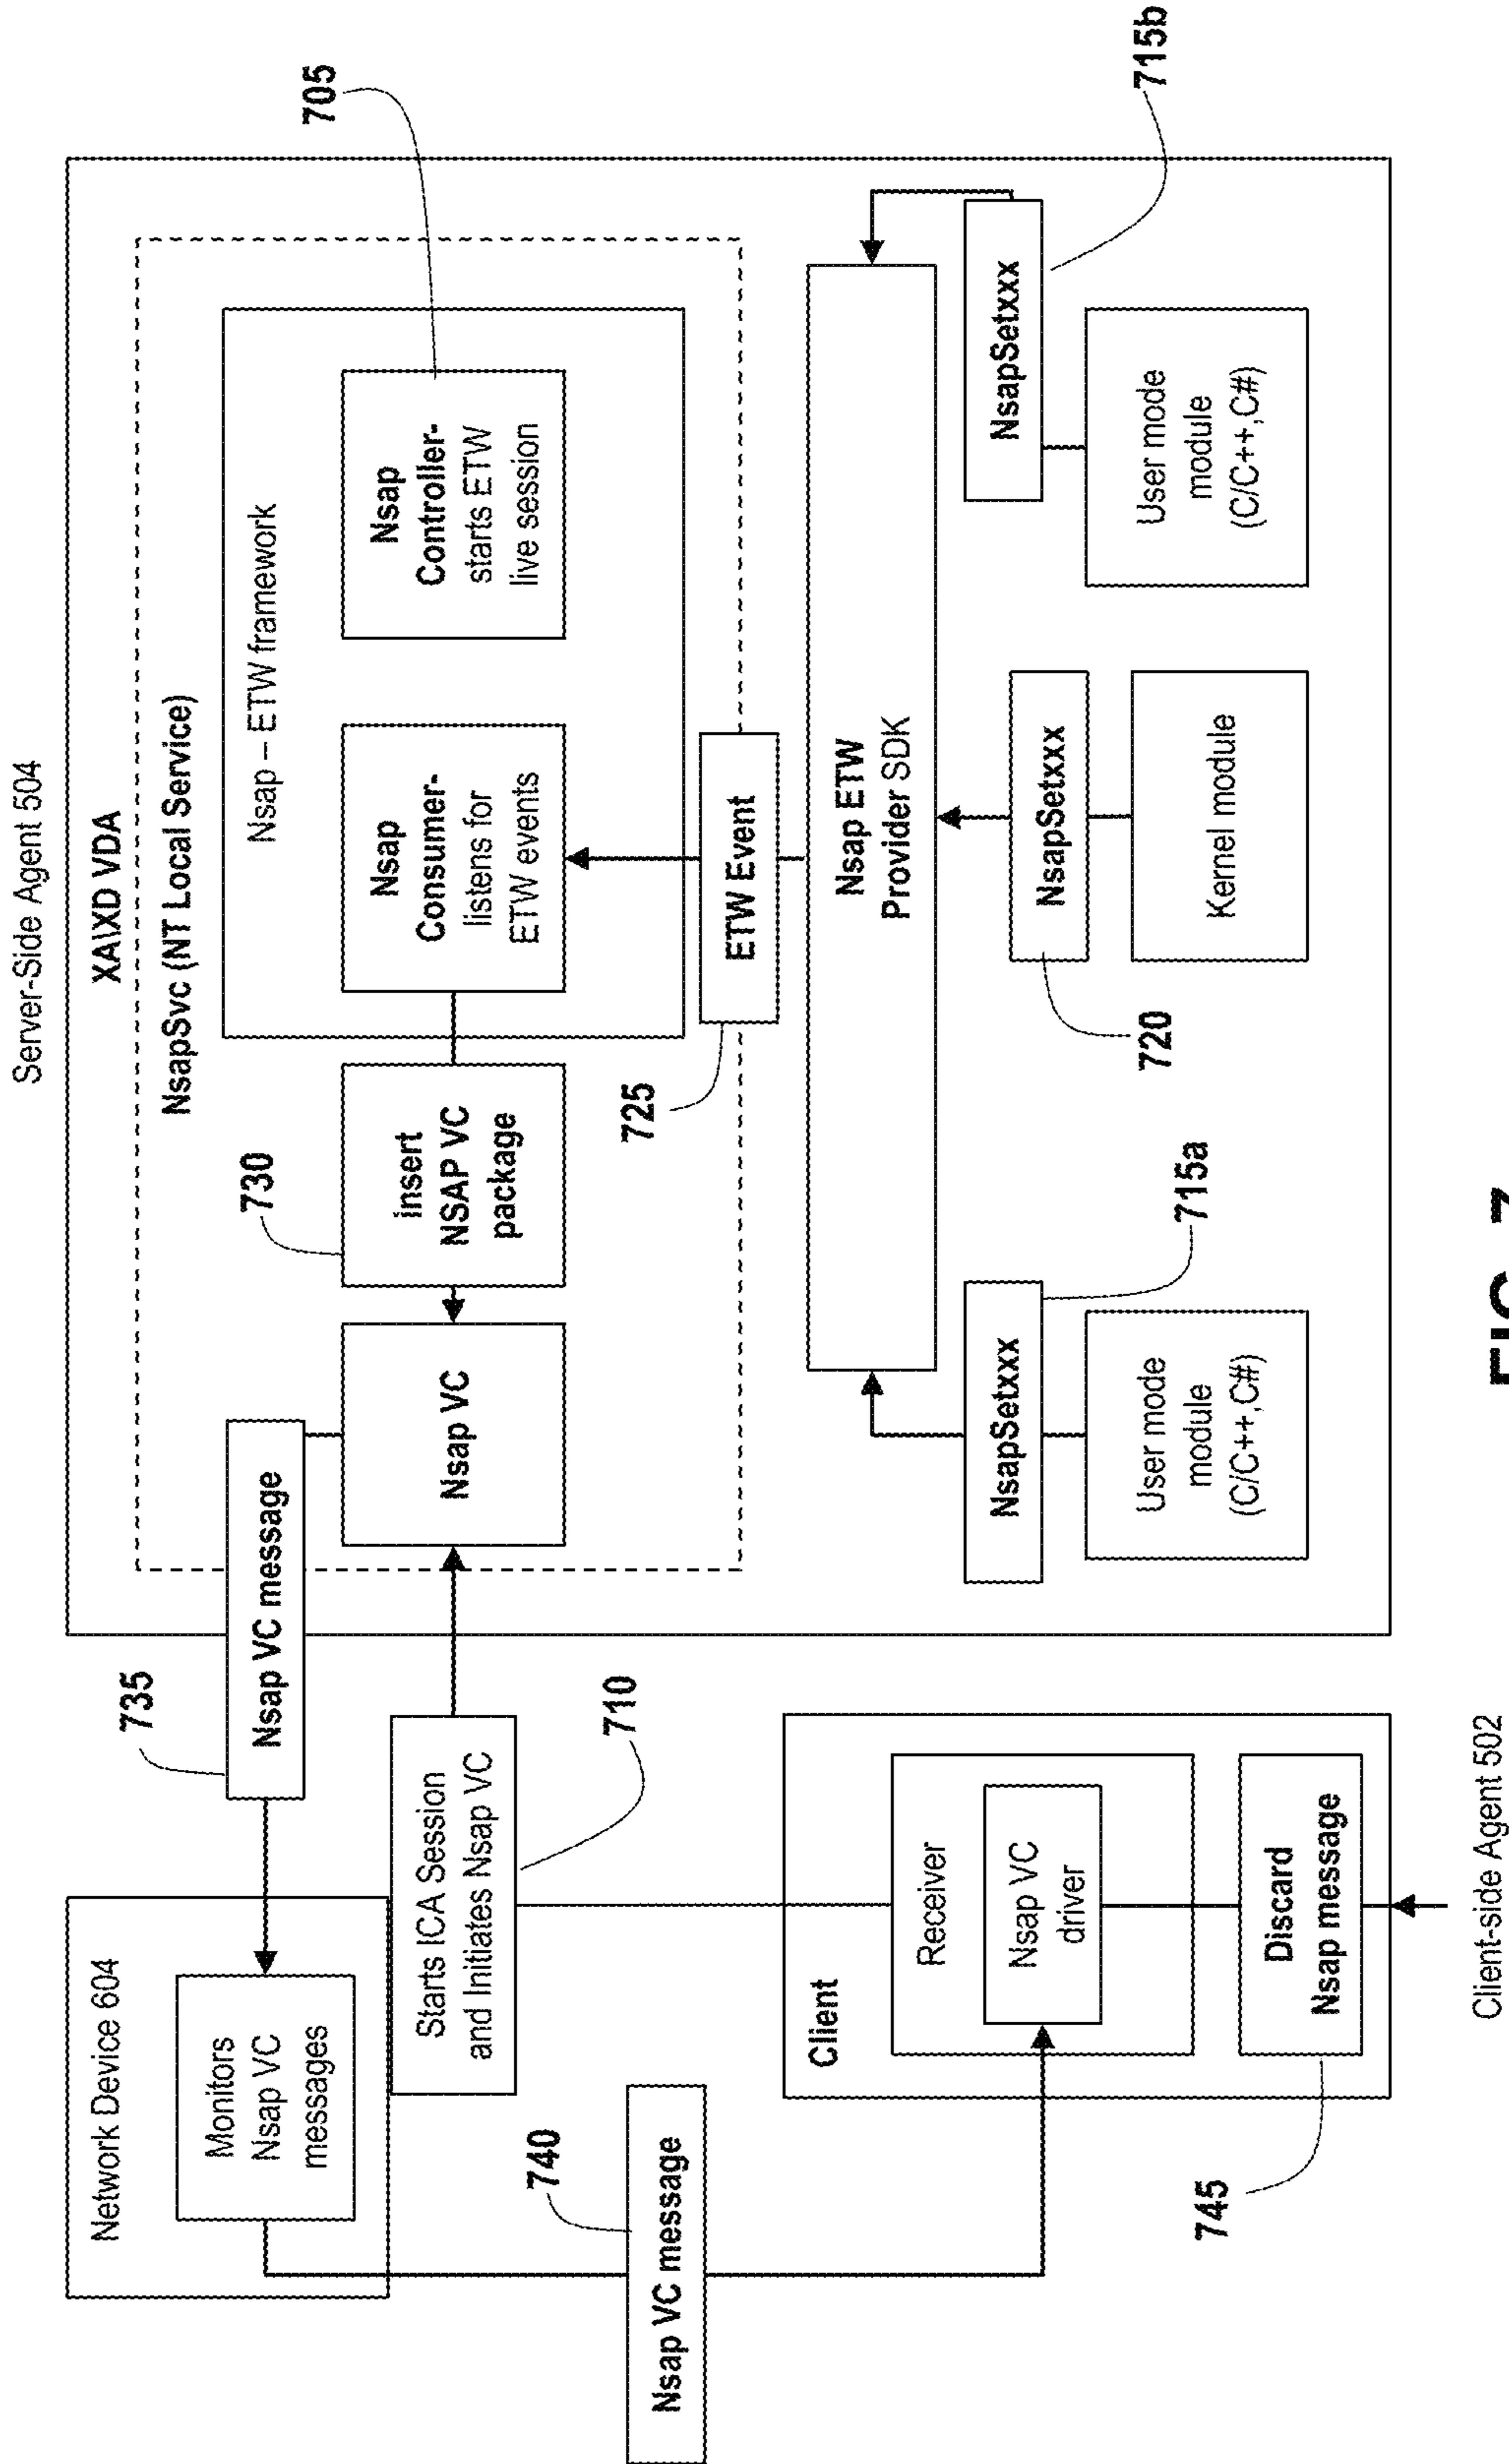 Server-Side Agent 504
XA\XD VDA
NsapSvc (NT Local Service)
Nsap – ETW framework
705
Nsap
Controller-
starts ETW
live session
Nsap
Consumer-
listens for
ETW events
730
insert
NSAP VC
package
Nsap VC
735
Nsap VC message
Network Device 604
Monitors
Nsap VC
messages
710
Starts ICA Session
and Initiates Nsap VC
725
ETW Event
Nsap ETW
Provider SDK
715a
NsapSetxxx
User mode
module
(C/C++,C#)
720
NsapSetxxx
Kernel module
715b
NsapSetxxx
User mode
module
(C/C++,C#)
740
Nsap VC message
Client
Receiver
Nsap VC
driver
745
Discard
Nsap message
Client-side Agent 502
FIG. 7